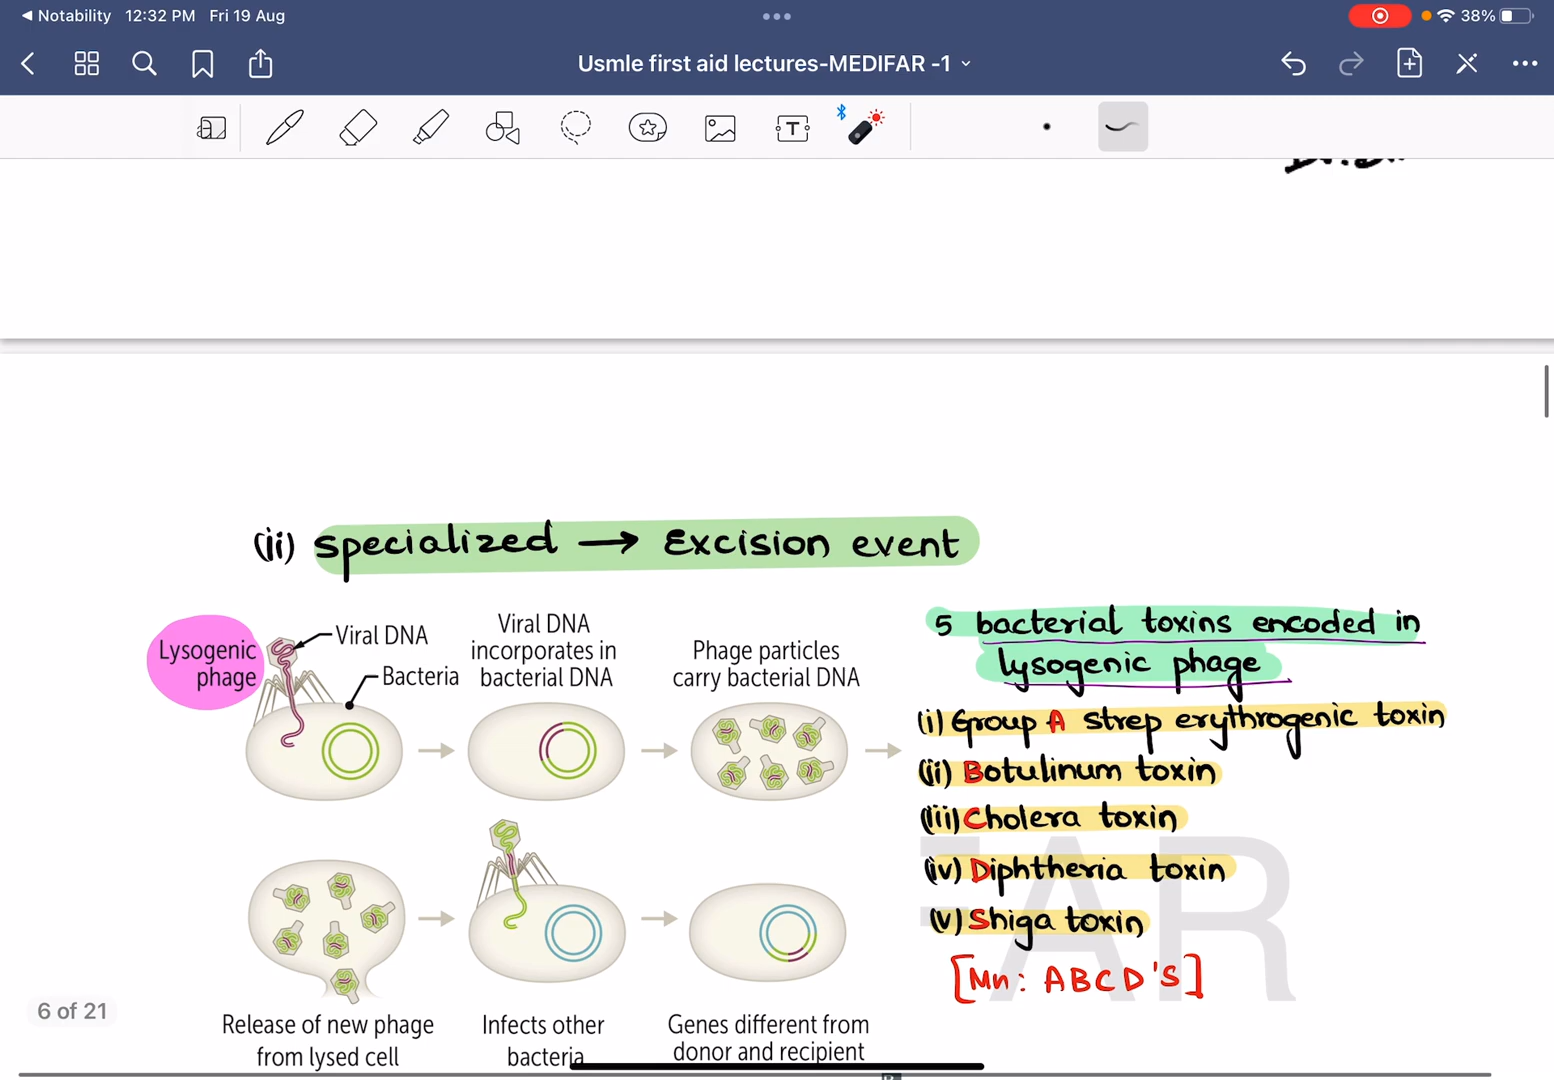 Notability 12:32 PM Fri 19 Aug
38%
Usmle first aid lectures-MEDIFAR -1
T
(ii) specialized → Excision event
Lysogenic
phage
Viral DNA
Bacteria
Viral DNA
incorporates in
bacterial DNA
Phage particles
carry bacterial DNA
5 bacterial toxins encoded in
lysogenic phage
(i) Group A strep erythrogenic toxin
(ii) Botulinum toxin
(iii) Cholera toxin
(iv) Diphtheria toxin
(v) Shiga toxin
[Mn: ABCD'S]
FAR
6 of 21
Release of new phage
from lysed cell
Infects other
bacteria
Genes different from
donor and recipient